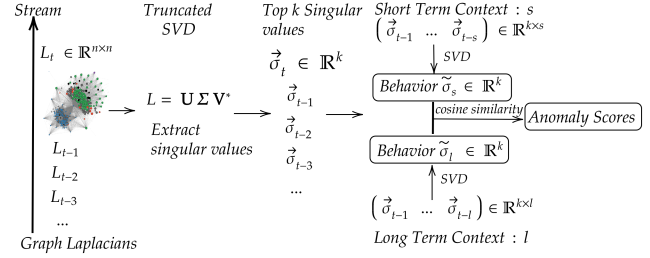 Stream
L_t ∈ ℝ^{n×n}
L_{t−1}
L_{t−2}
L_{t−3}
...
Graph Laplacians
Truncated
SVD
L = U Σ V*
Extract
singular values
Top k Singular
values
σ⃗_t ∈ ℝ^k
σ⃗_{t−1}
σ⃗_{t−2}
σ⃗_{t−3}
...
Short Term Context : s
( σ⃗_{t−1} ... σ⃗_{t−s} ) ∈ ℝ^{k×s}
SVD
Behavior σ̃_s ∈ ℝ^k
cosine similarity
Anomaly Scores
Behavior σ̃_l ∈ ℝ^k
SVD
( σ⃗_{t−1} ... σ⃗_{t−l} ) ∈ ℝ^{k×l}
Long Term Context : l